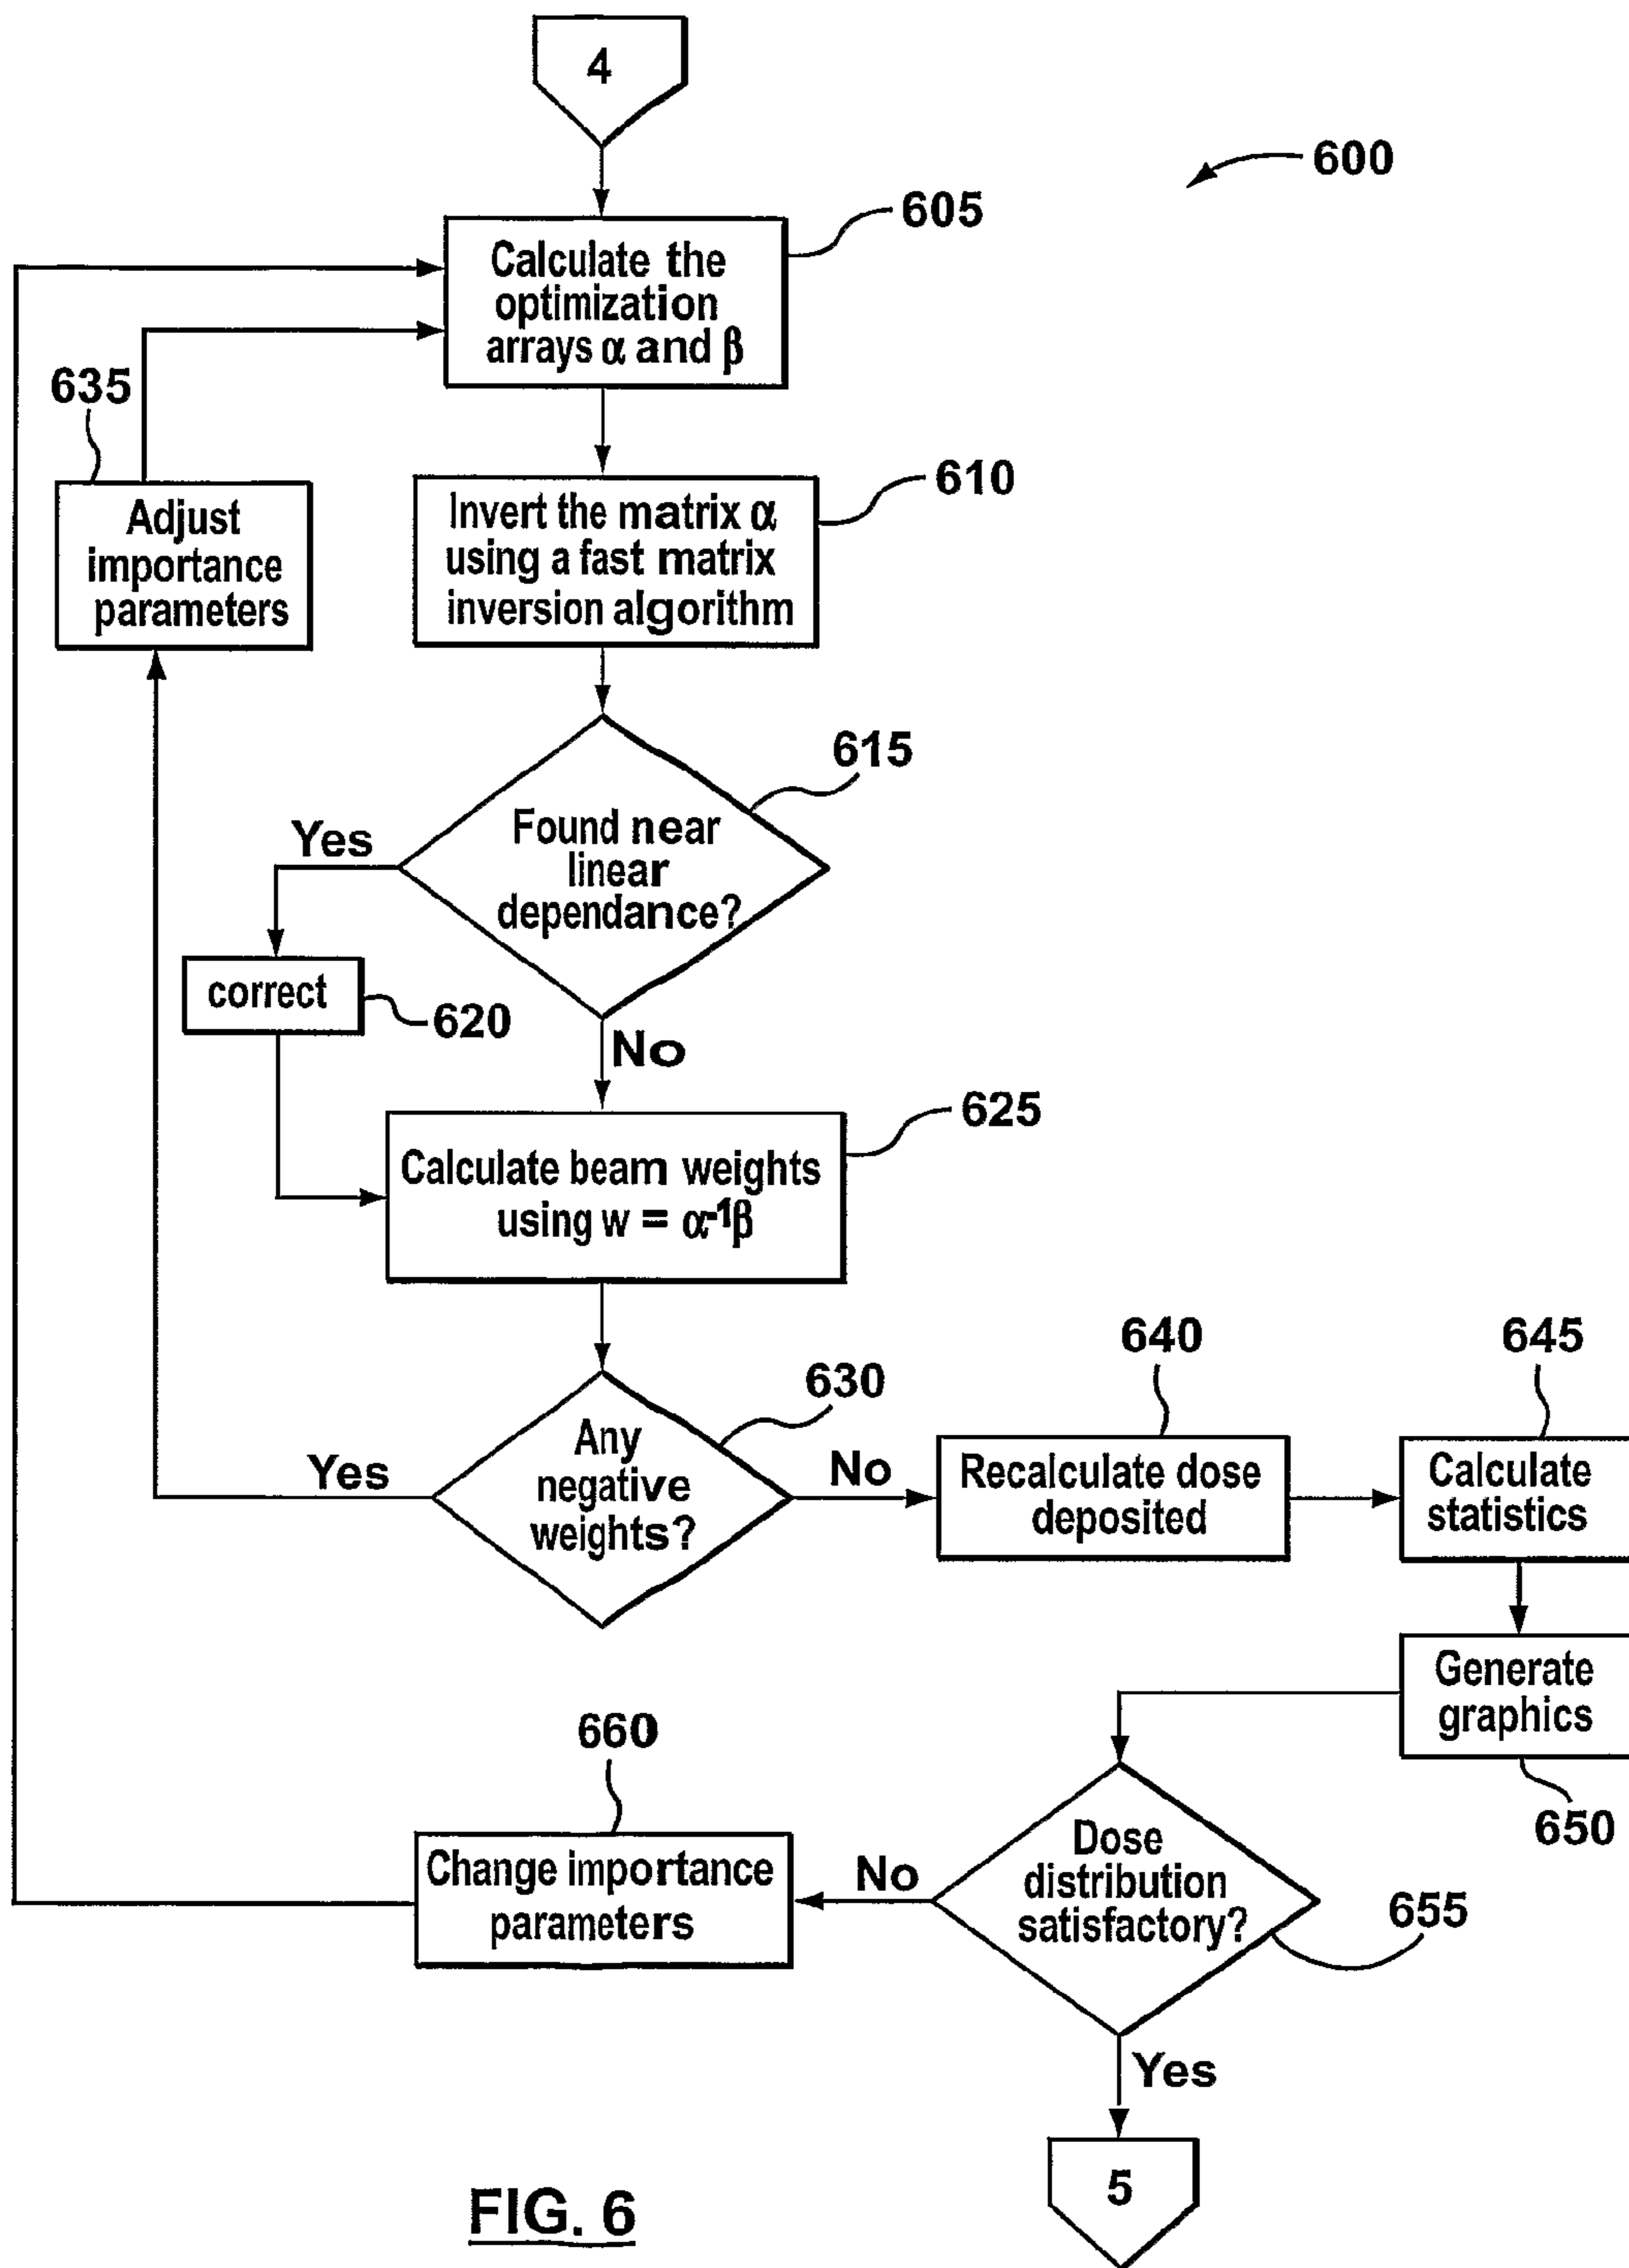 4
600
605
Calculate the
optimization
arrays α and β
635
Adjust
importance
parameters
610
Invert the matrix α
using a fast matrix
inversion algorithm
615
Found near
linear
dependance?
Yes
correct
620
No
625
Calculate beam weights
using w = α⁻¹β
630
Any
negative
weights?
Yes
No
640
Recalculate dose
deposited
645
Calculate
statistics
Generate
graphics
650
660
Change importance
parameters
No
Dose
distribution
satisfactory?
655
Yes
5
FIG. 6